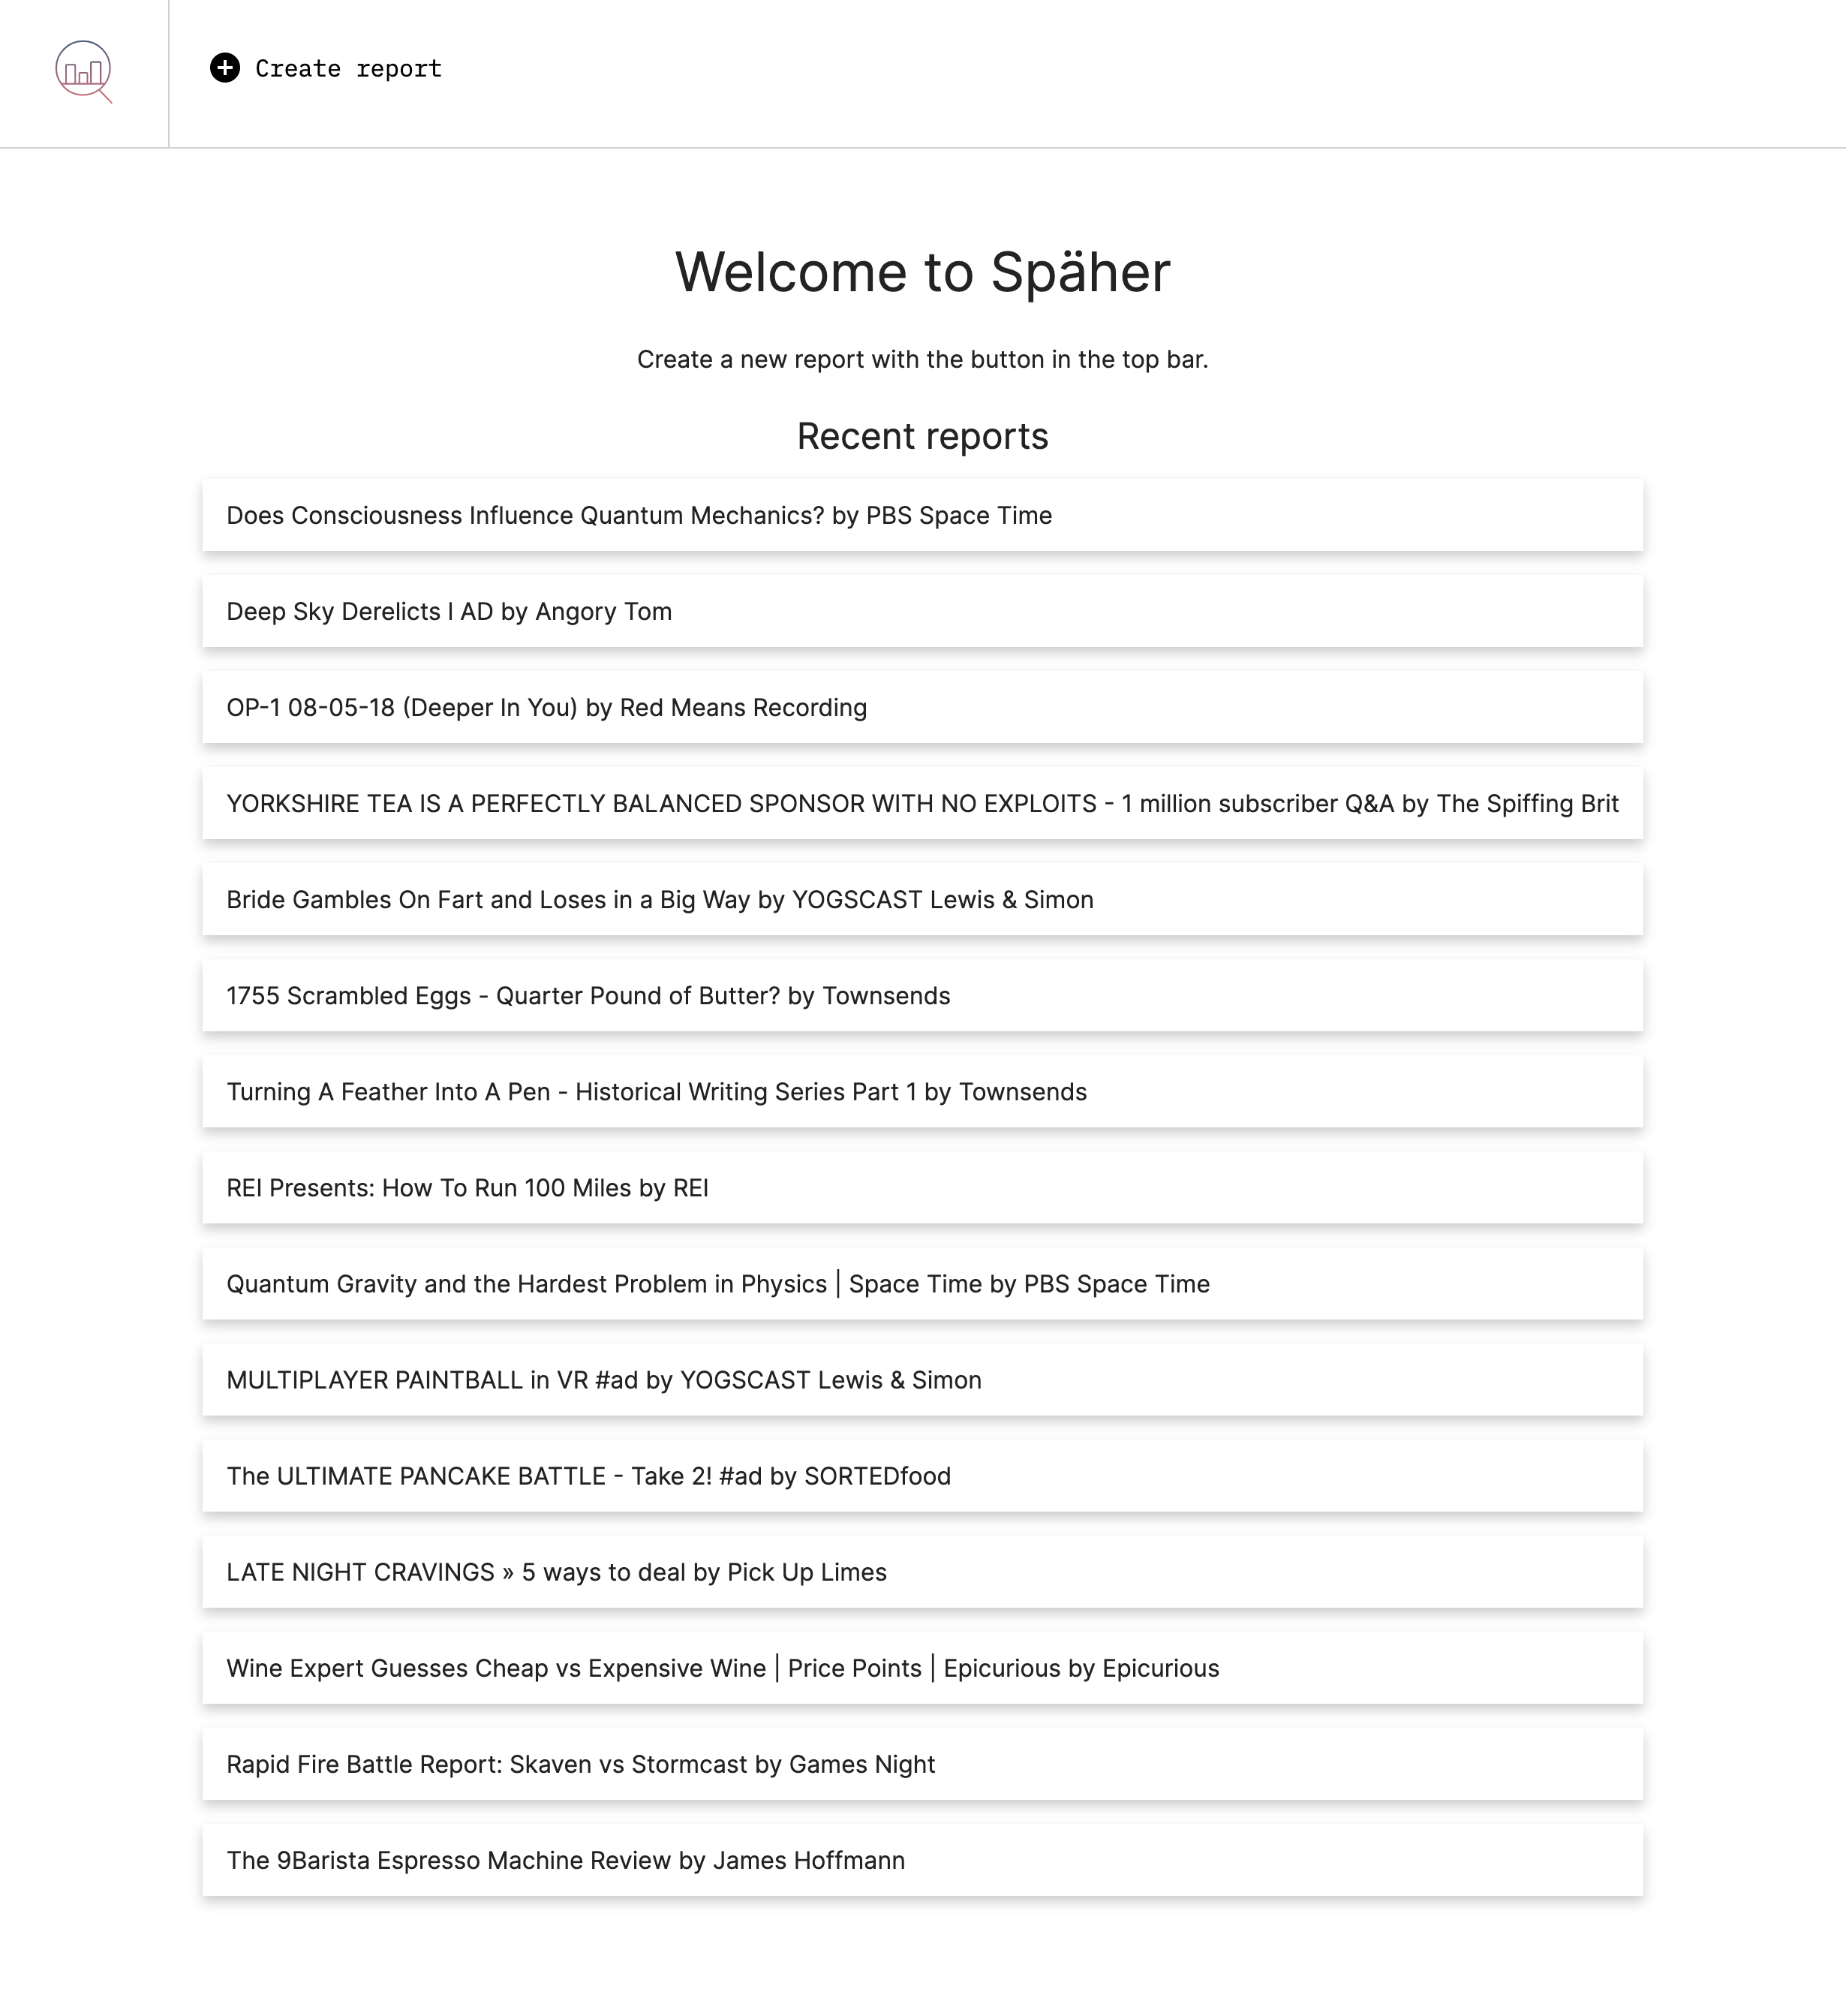 Create report
Welcome to Späher
Create a new report with the button in the top bar.
Recent reports
Does Consciousness Influence Quantum Mechanics? by PBS Space Time
Deep Sky Derelicts I AD by Angory Tom
OP-1 08-05-18 (Deeper In You) by Red Means Recording
YORKSHIRE TEA IS A PERFECTLY BALANCED SPONSOR WITH NO EXPLOITS - 1 million subscriber Q&A by The Spiffing Brit
Bride Gambles On Fart and Loses in a Big Way by YOGSCAST Lewis & Simon
1755 Scrambled Eggs - Quarter Pound of Butter? by Townsends
Turning A Feather Into A Pen - Historical Writing Series Part 1 by Townsends
REI Presents: How To Run 100 Miles by REI
Quantum Gravity and the Hardest Problem in Physics | Space Time by PBS Space Time
MULTIPLAYER PAINTBALL in VR #ad by YOGSCAST Lewis & Simon
The ULTIMATE PANCAKE BATTLE - Take 2! #ad by SORTEDfood
LATE NIGHT CRAVINGS » 5 ways to deal by Pick Up Limes
Wine Expert Guesses Cheap vs Expensive Wine | Price Points | Epicurious by Epicurious
Rapid Fire Battle Report: Skaven vs Stormcast by Games Night
The 9Barista Espresso Machine Review by James Hoffmann